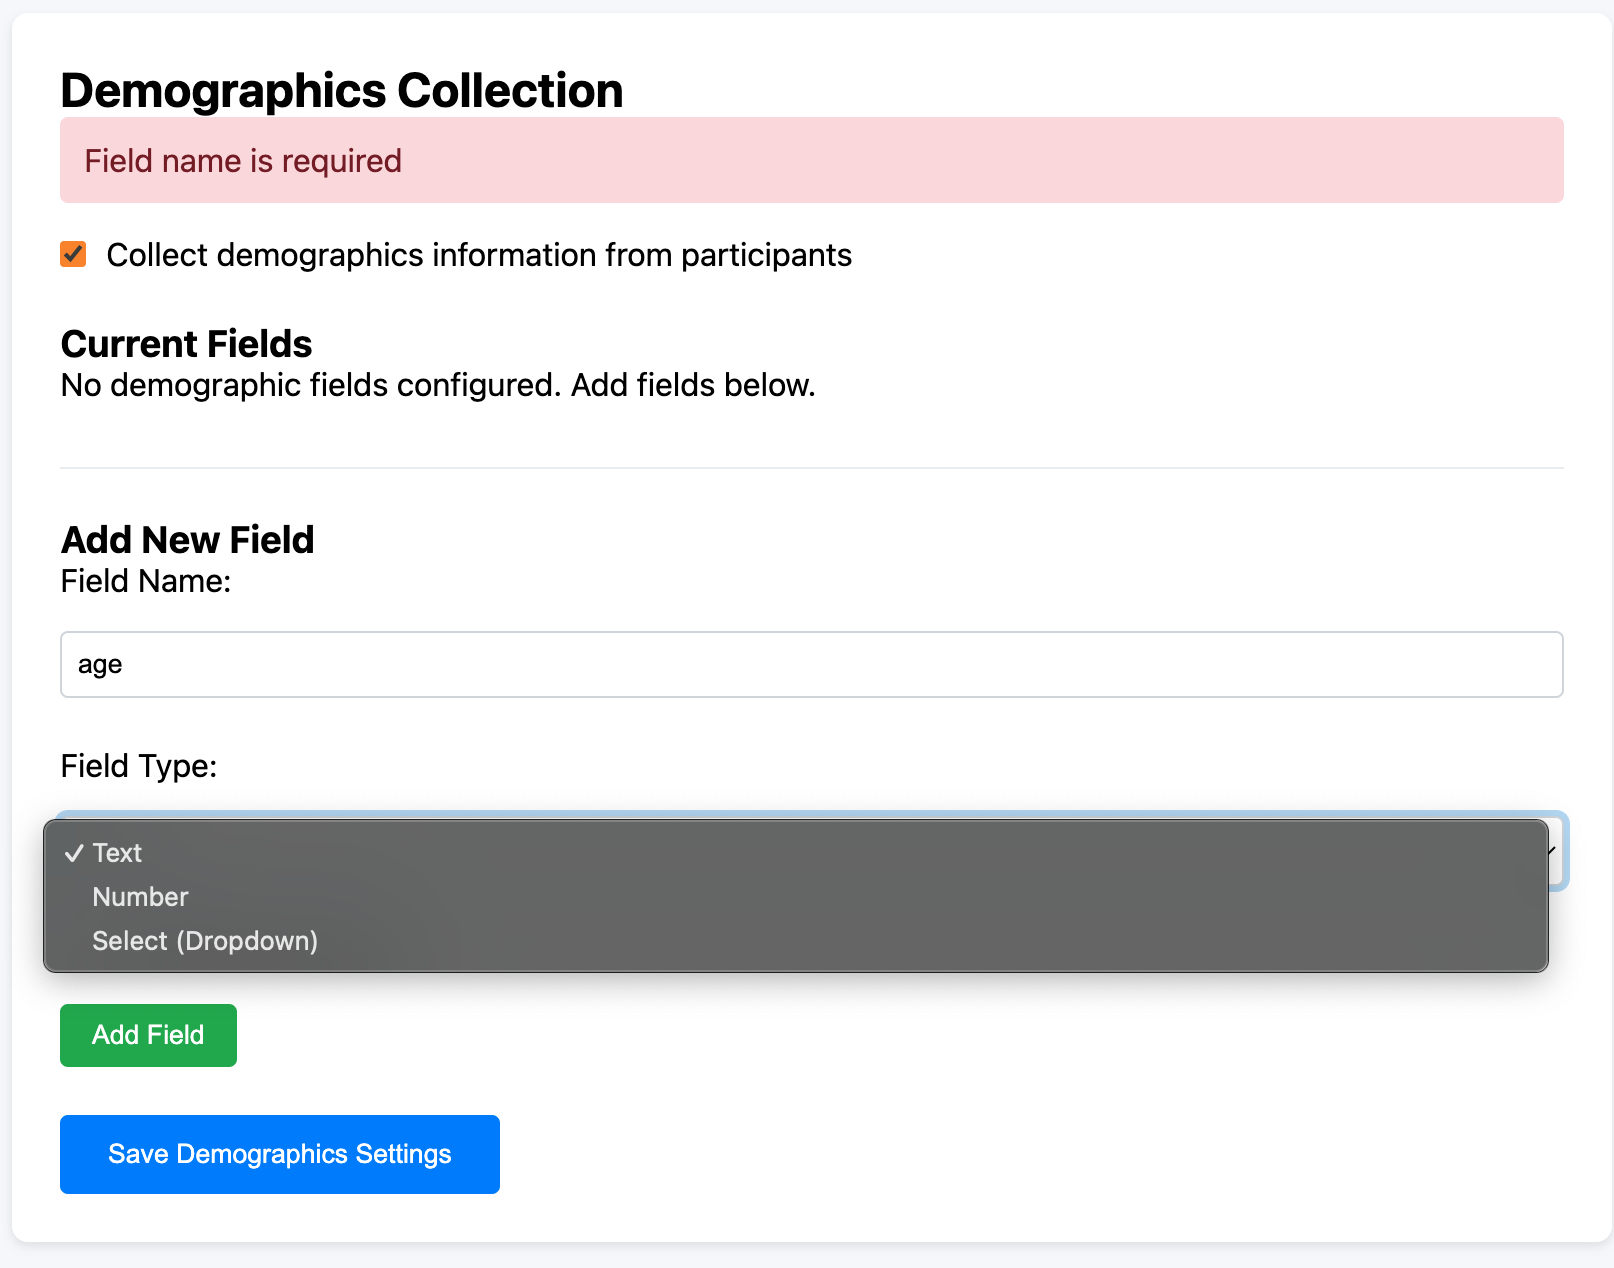 Demographics Collection
Field name is required
Collect demographics information from participants
Current Fields
No demographic fields configured. Add fields below.
Add New Field
Field Name:
age
Field Type:
✓ Text
Number
Select (Dropdown)
Add Field
Save Demographics Settings